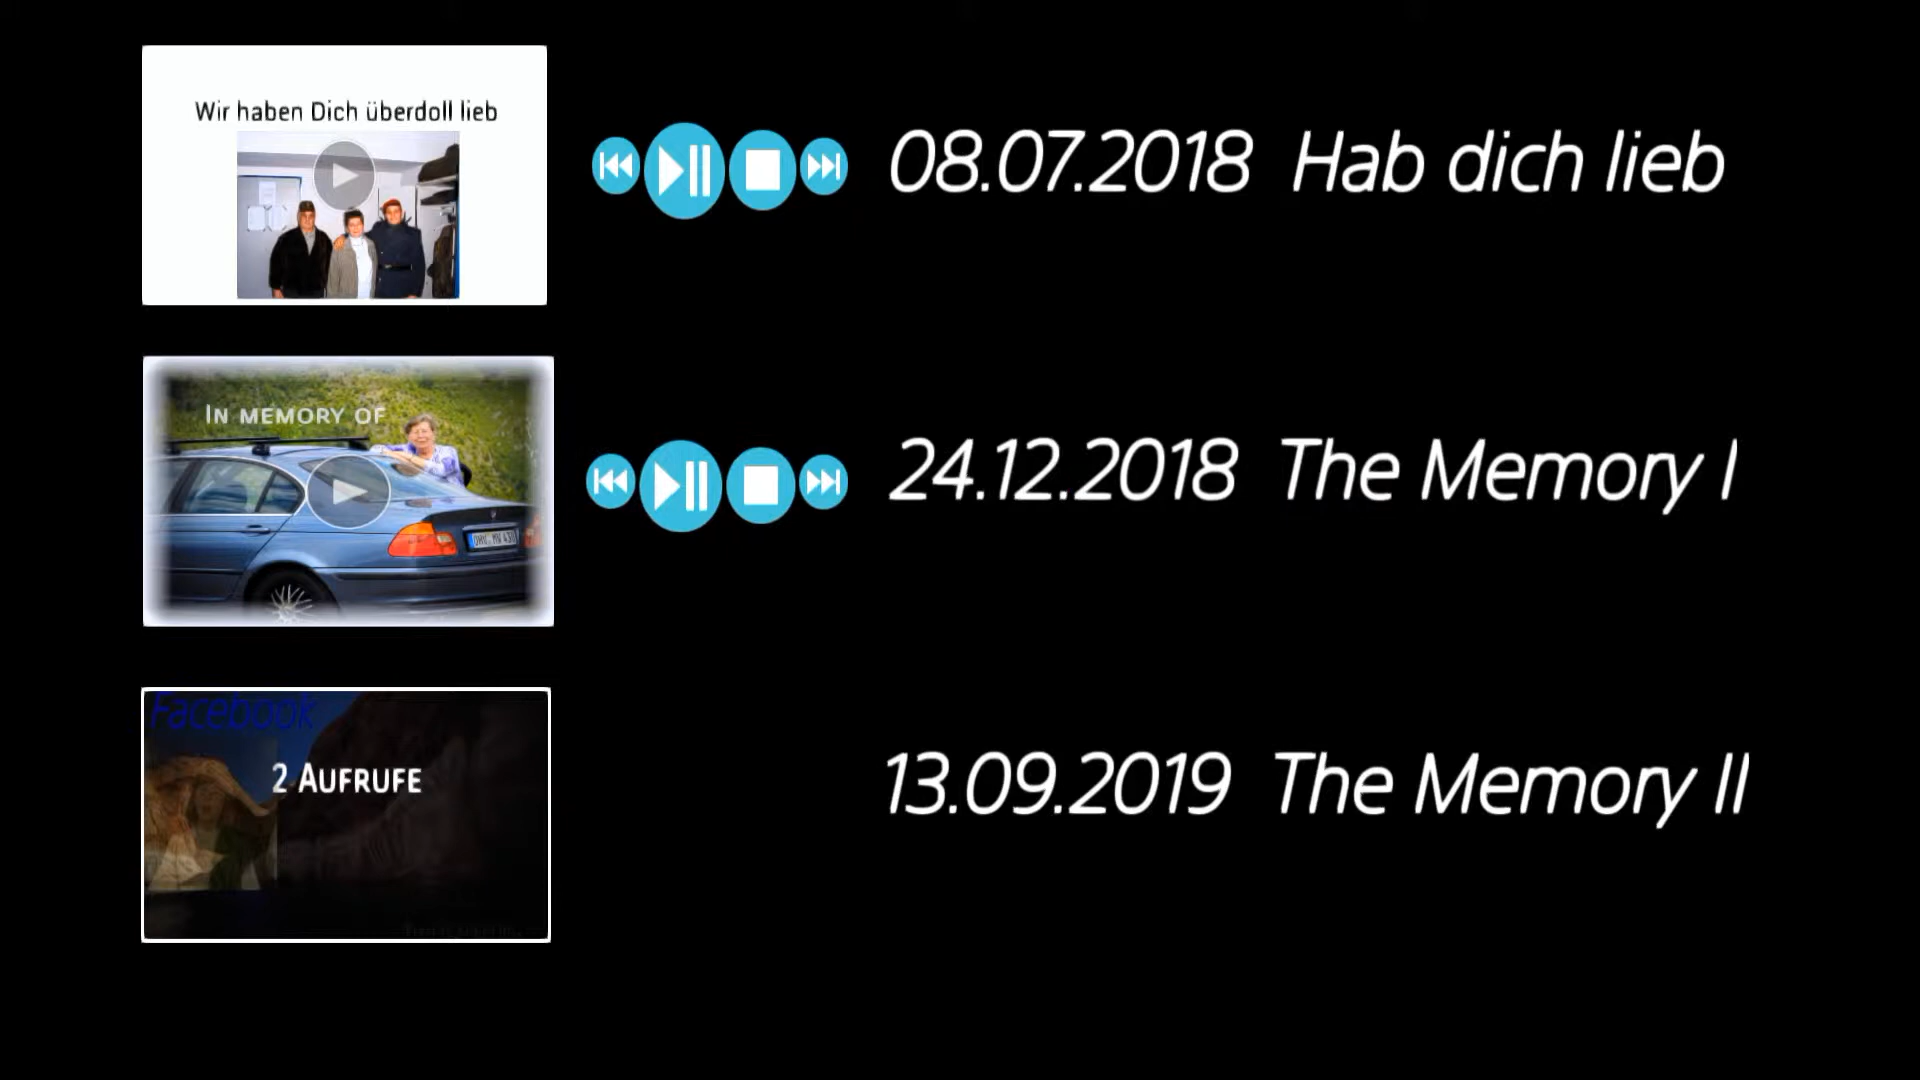 Wir haben Dich überdoll lieb
08.07.2018 Hab dich lieb
In memory of
24.12.2018 The Memory I
Facebook
2 Aufrufe
13.09.2019 The Memory II